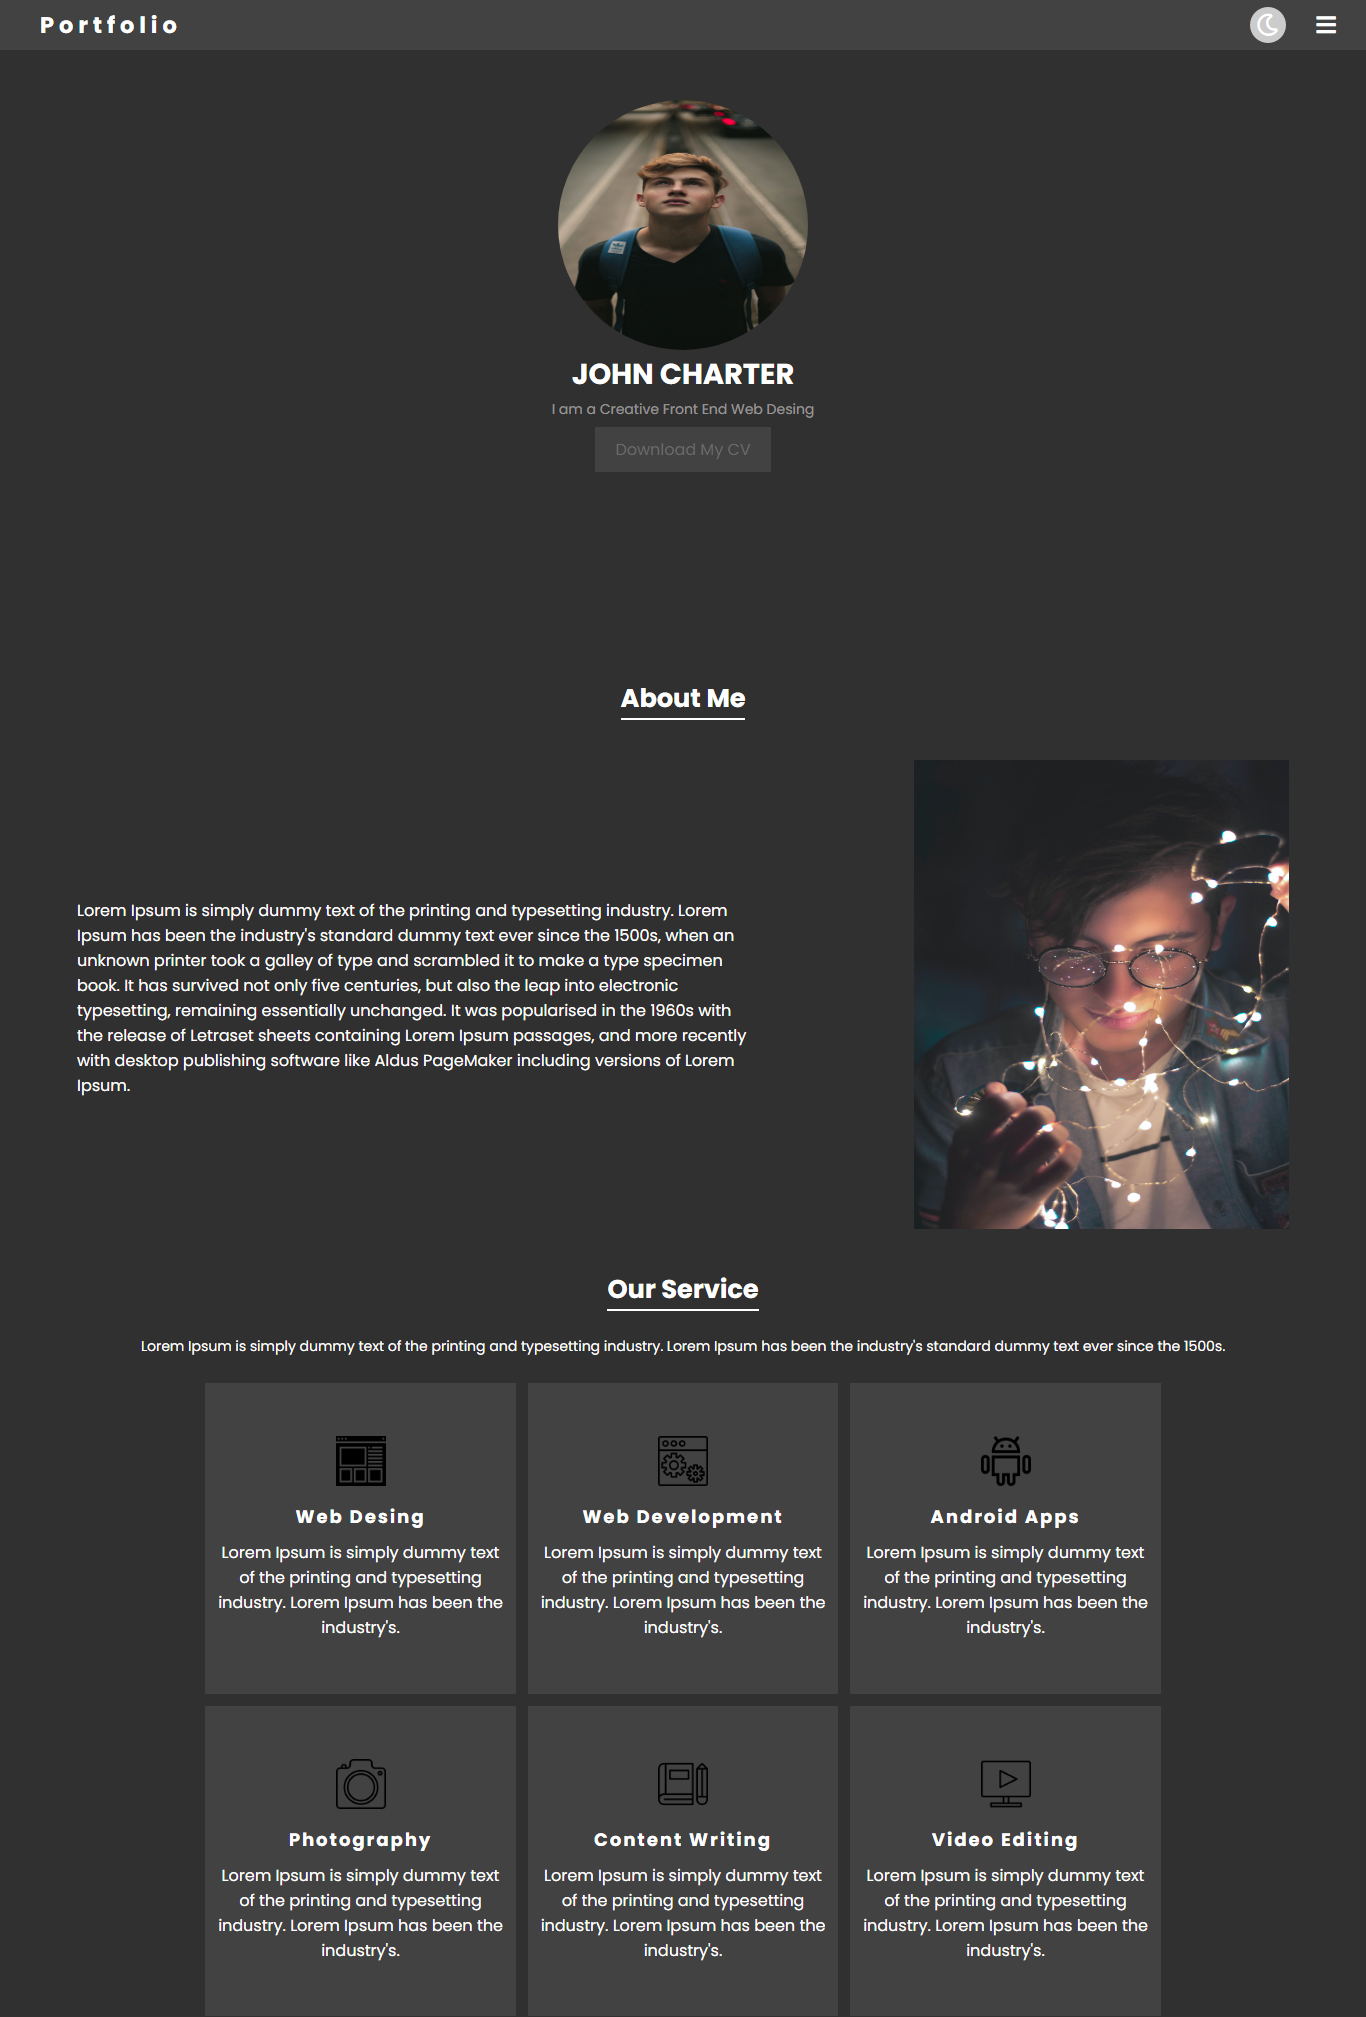 Portfolio
JOHN CHARTER
I am a Creative Front End Web Desing
Download My CV
About Me
Lorem Ipsum is simply dummy text of the printing and typesetting industry. Lorem
Ipsum has been the industry's standard dummy text ever since the 1500s, when an
unknown printer took a galley of type and scrambled it to make a type specimen
book. It has survived not only five centuries, but also the leap into electronic
typesetting, remaining essentially unchanged. It was popularised in the 1960s with
the release of Letraset sheets containing Lorem Ipsum passages, and more recently
with desktop publishing software like Aldus PageMaker including versions of Lorem
Ipsum.
Our Service
Lorem Ipsum is simply dummy text of the printing and typesetting industry. Lorem Ipsum has been the industry's standard dummy text ever since the 1500s.
Web Desing
Lorem Ipsum is simply dummy text
of the printing and typesetting
industry. Lorem Ipsum has been the
industry's.
Web Development
Lorem Ipsum is simply dummy text
of the printing and typesetting
industry. Lorem Ipsum has been the
industry's.
Android Apps
Lorem Ipsum is simply dummy text
of the printing and typesetting
industry. Lorem Ipsum has been the
industry's.
Photography
Lorem Ipsum is simply dummy text
of the printing and typesetting
industry. Lorem Ipsum has been the
industry's.
Content Writing
Lorem Ipsum is simply dummy text
of the printing and typesetting
industry. Lorem Ipsum has been the
industry's.
Video Editing
Lorem Ipsum is simply dummy text
of the printing and typesetting
industry. Lorem Ipsum has been the
industry's.